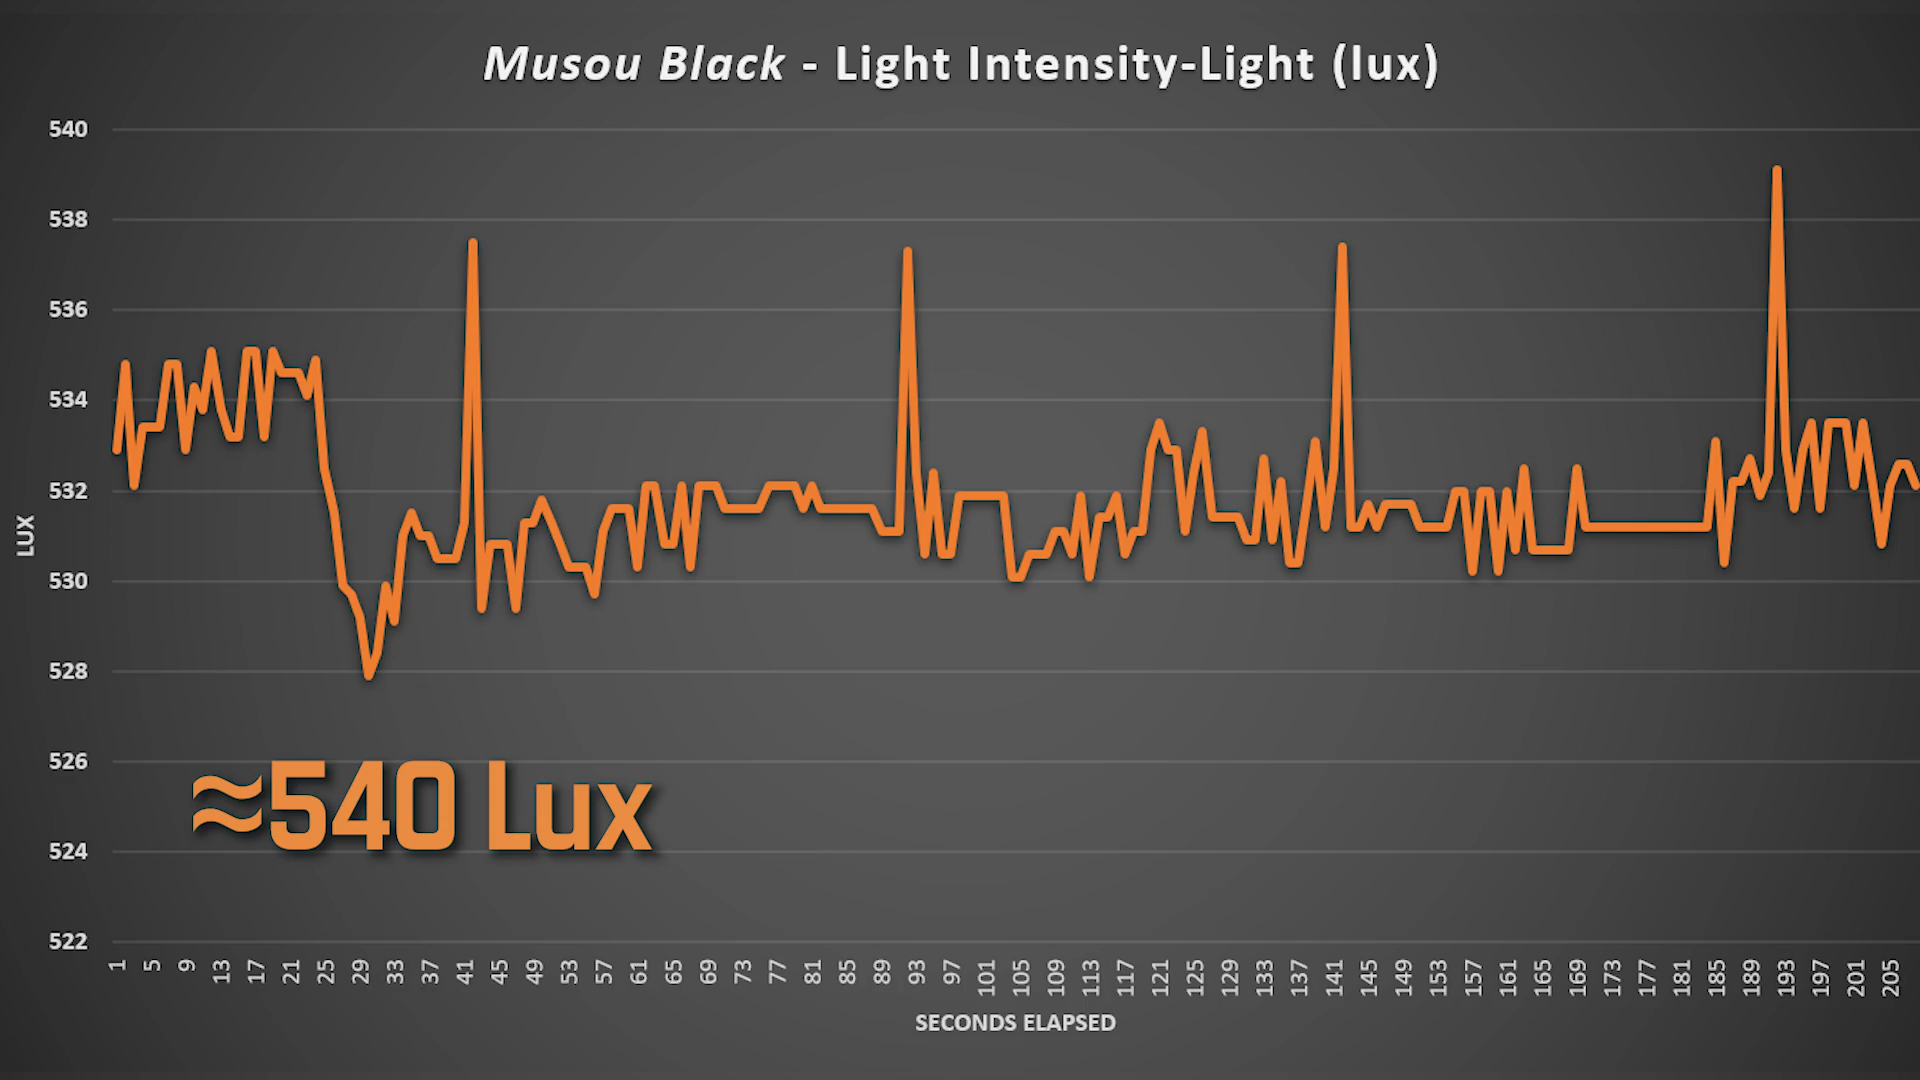 Musou Black - Light Intensity-Light (lux)
540
538
536
534
532
530
528
526
524
522
LUX
≈540 Lux
1 5 9 13 17 21 25 29 33 37 41 45 49 53 57 61 65 69 73 77 81 85 89 93 97 101 105 109 113 117 121 125 129 133 137 141 145 149 153 157 161 165 169 173 177 181 185 189 193 197 201 205
SECONDS ELAPSED